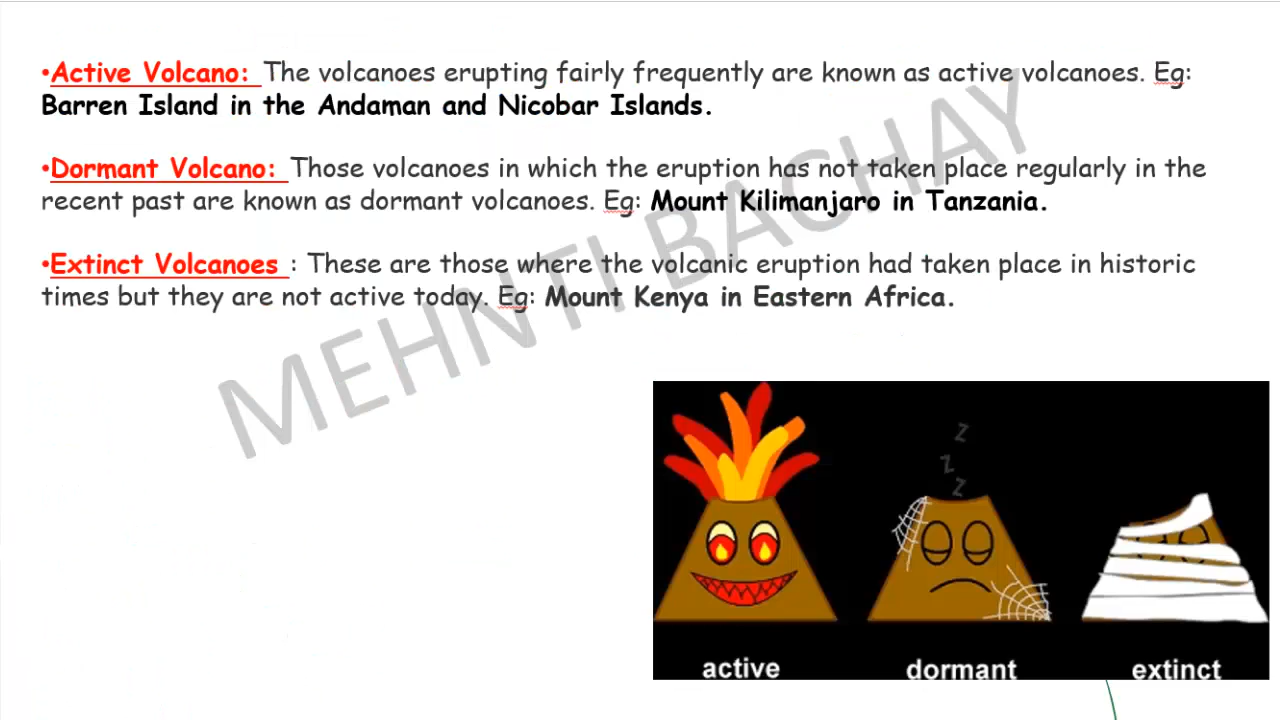 •Active Volcano: The volcanoes erupting fairly frequently are known as active volcanoes. Eg:
Barren Island in the Andaman and Nicobar Islands.
•Dormant Volcano: Those volcanoes in which the eruption has not taken place regularly in the
recent past are known as dormant volcanoes. Eg: Mount Kilimanjaro in Tanzania.
•Extinct Volcanoes : These are those where the volcanic eruption had taken place in historic
times but they are not active today. Eg: Mount Kenya in Eastern Africa.
MEHNTI BACHAY
z
z
z
active dormant extinct